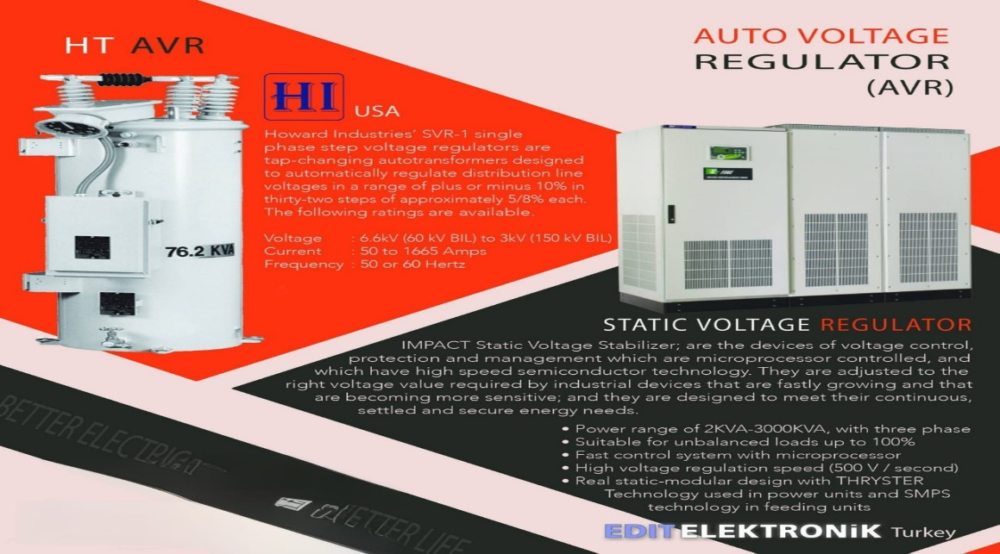 HT AVR
HI USA
Howard Industries’ SVR-1 single
phase step voltage regulators are
tap-changing autotransformers designed
to automatically regulate distribution line
voltages in a range of plus or minus 10% in
thirty-two steps of approximately 5/8% each.
The following ratings are available.
Voltage : 6.6kV (60 kV BIL) to 3kV (150 kV BIL)
Current : 50 to 1665 Amps
Frequency : 50 or 60 Hertz
76.2 KVA
AUTO VOLTAGE
REGULATOR
(AVR)
STATIC VOLTAGE REGULATOR
IMPACT Static Voltage Stabilizer; are the devices of voltage control,
protection and management which are microprocessor controlled, and
which have high speed semiconductor technology. They are adjusted to the
right voltage value required by industrial devices that are fastly growing and that
are becoming more sensitive; and they are designed to meet their continuous,
settled and secure energy needs.
• Power range of 2KVA-3000KVA, with three phase
• Suitable for unbalanced loads up to 100%
• Fast control system with microprocessor
• High voltage regulation speed (500 V / second)
• Real static-modular design with THRYSTER
Technology used in power units and SMPS
technology in feeding units
EDIT ELEKTRONiK Turkey
BETTER
BETTER LIFE